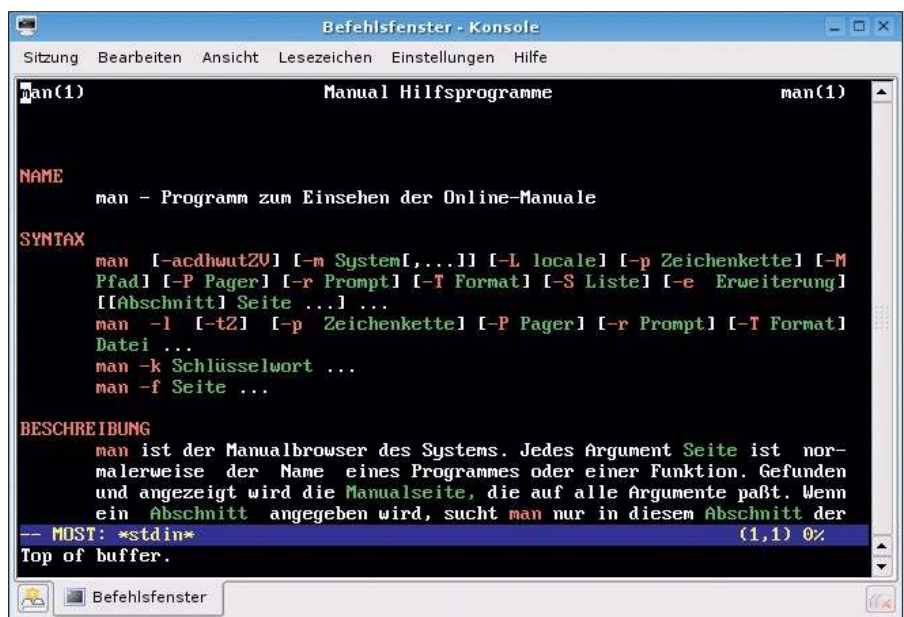 Befehlsfenster - Konsole
Sitzung Bearbeiten Ansicht Lesezeichen Einstellungen Hilfe
man(1) Manual Hilfsprogramme man(1)
NAME
man - Programm zum Einsehen der Online-Manuale
SYNTAX
man [-acdhwutZV] [-m System[,...]] [-L locale] [-p Zeichenkette] [-M
Pfad] [-P Pager] [-r Prompt] [-T Format] [-S Liste] [-e Erweiterung]
[[Abschnitt] Seite ...] ...
man -l [-tZ] [-p Zeichenkette] [-P Pager] [-r Prompt] [-T Format]
Datei ...
man -k Schlüsselwort ...
man -f Seite ...
BESCHREIBUNG
man ist der Manualbrowser des Systems. Jedes Argument Seite ist nor-
malerweise der Name eines Programmes oder einer Funktion. Gefunden
und angezeigt wird die Manualseite, die auf alle Argumente paßt. Wenn
ein Abschnitt angegeben wird, sucht man nur in diesem Abschnitt der
-- MOST: *stdin* (1,1) 0%
Top of buffer.
Befehlsfenster